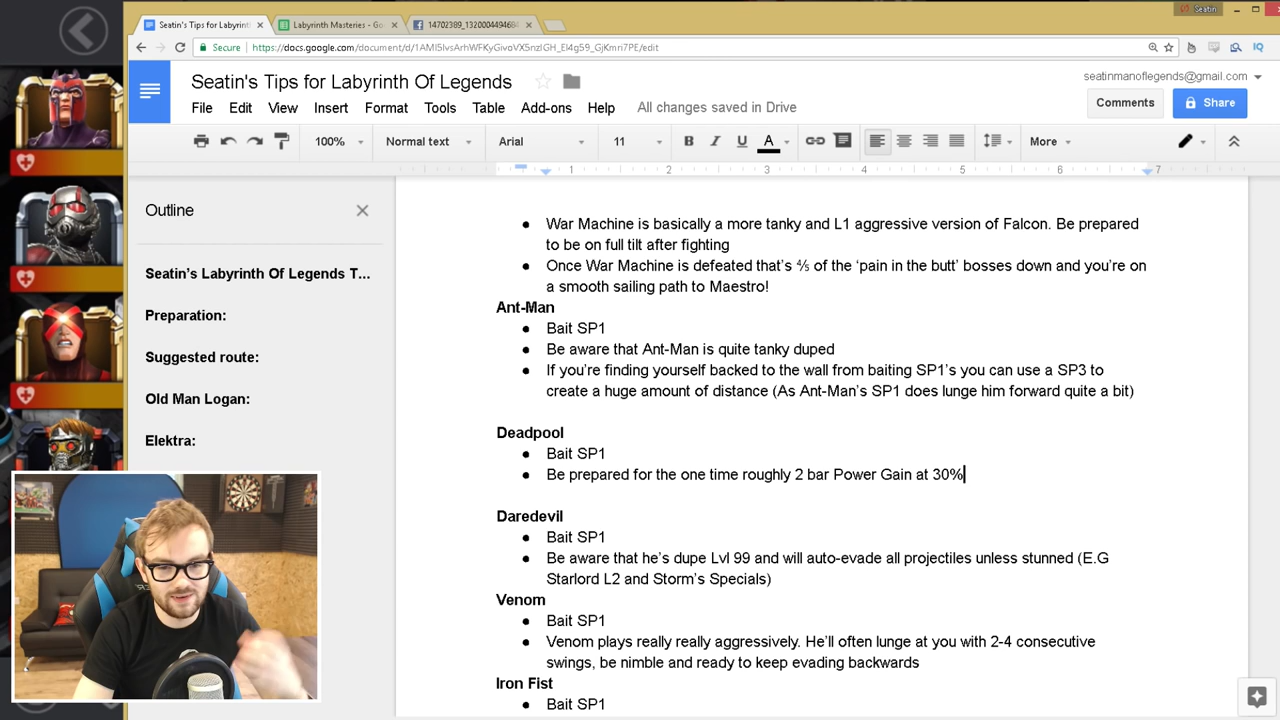 Seatin
Seatin's Tips for Labyrint
Labyrinth Masteries - Go
14702389_132000449468
Secure
https://docs.google.com/document/d/1AMI5IvsArhWFKyGivoVX5nzIGH_EI4g59_GjKmri7PE/edit
Seatin's Tips for Labyrinth Of Legends
seatinmanoflegends@gmail.com
File Edit View Insert Format Tools Table Add-ons Help All changes saved in Drive
Comments
Share
100% Normal text Arial 11 B I U A More
1 2 3 4 5 6 7
Outline
Seatin's Labyrinth Of Legends T...
Preparation:
Suggested route:
Old Man Logan:
Elektra:
● War Machine is basically a more tanky and L1 aggressive version of Falcon. Be prepared
to be on full tilt after fighting
● Once War Machine is defeated that's ⅘ of the 'pain in the butt' bosses down and you're on
a smooth sailing path to Maestro!
Ant-Man
● Bait SP1
● Be aware that Ant-Man is quite tanky duped
● If you're finding yourself backed to the wall from baiting SP1's you can use a SP3 to
create a huge amount of distance (As Ant-Man's SP1 does lunge him forward quite a bit)
Deadpool
● Bait SP1
● Be prepared for the one time roughly 2 bar Power Gain at 30%
Daredevil
● Bait SP1
● Be aware that he's dupe Lvl 99 and will auto-evade all projectiles unless stunned (E.G
Starlord L2 and Storm's Specials)
Venom
● Bait SP1
● Venom plays really really aggressively. He'll often lunge at you with 2-4 consecutive
swings, be nimble and ready to keep evading backwards
Iron Fist
● Bait SP1